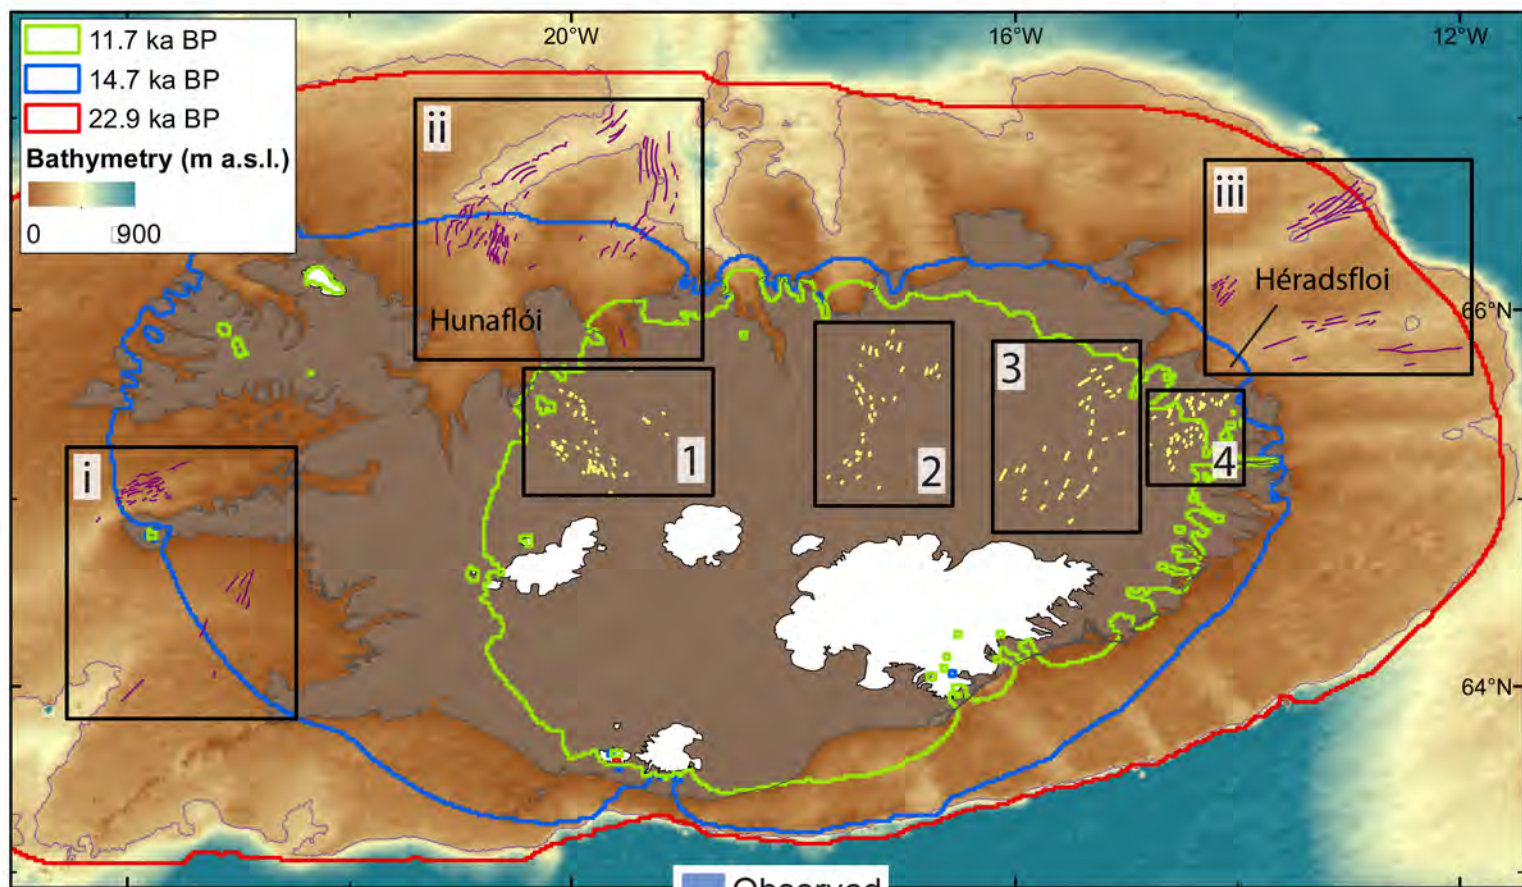 11.7 ka BP
14.7 ka BP
22.9 ka BP
Bathymetry (m a.s.l.)
0 900
20°W
16°W
12°W
ii
iii
Héradsfloi
66°N
Hunaflói
3
1
2
4
i
64°N
Observed